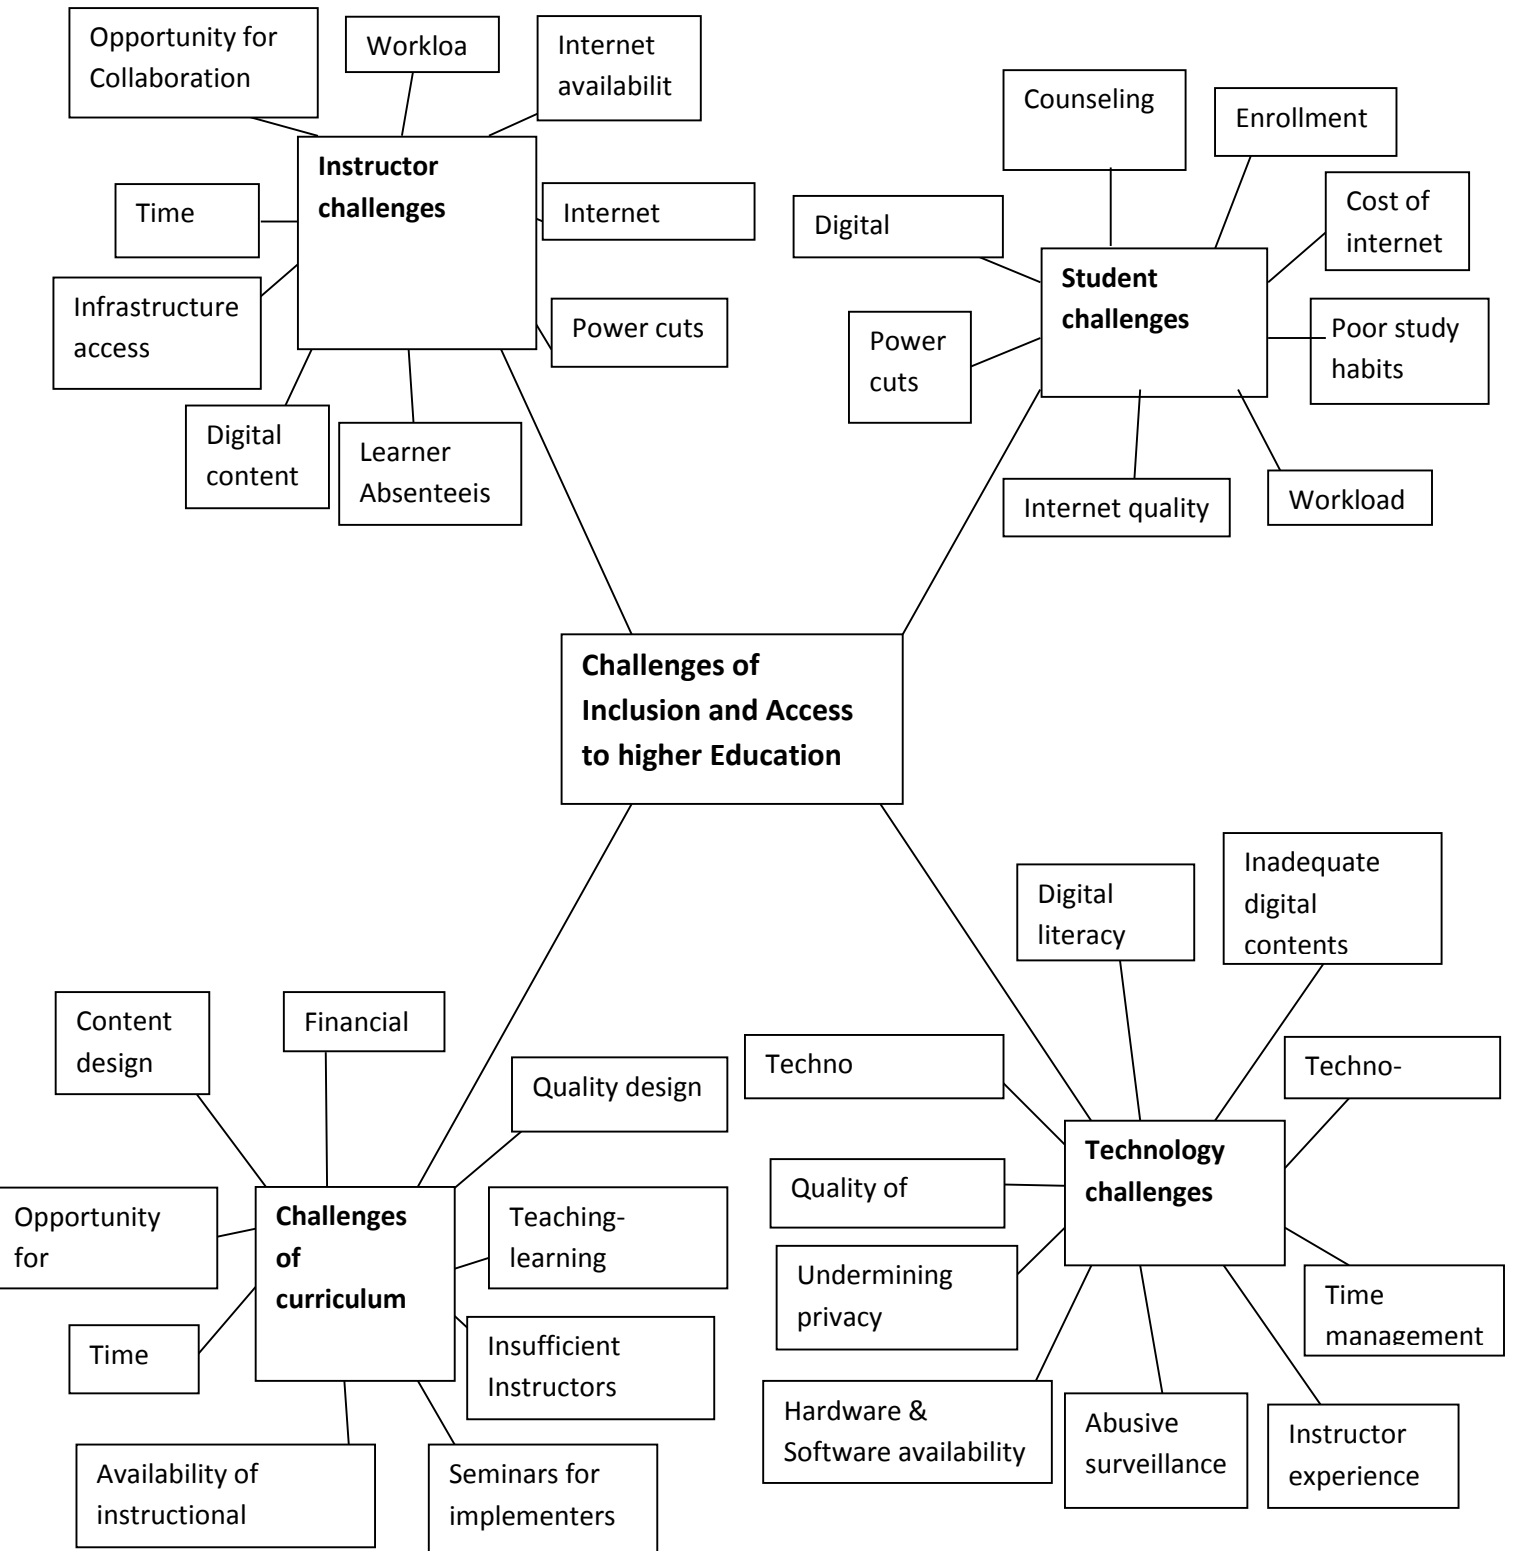 Opportunity for
Collaboration
Workloa
Internet
availabilit
Instructor
challenges
Time
Internet
Infrastructure
access
Power cuts
Digital
content
Learner
Absenteeis
Counseling
Enrollment
Digital
Cost of
internet
Student
challenges
Power
cuts
Poor study
habits
Internet quality
Workload
Challenges of
Inclusion and Access
to higher Education
Content
design
Financial
Quality design
Opportunity
for
Challenges
of
curriculum
Teaching-
learning
Time
Insufficient
Instructors
Availability of
instructional
Seminars for
implementers
Digital
literacy
Inadequate
digital
contents
Techno
Techno-
Technology
challenges
Quality of
Undermining
privacy
Time
management
Hardware &
Software availability
Abusive
surveillance
Instructor
experience